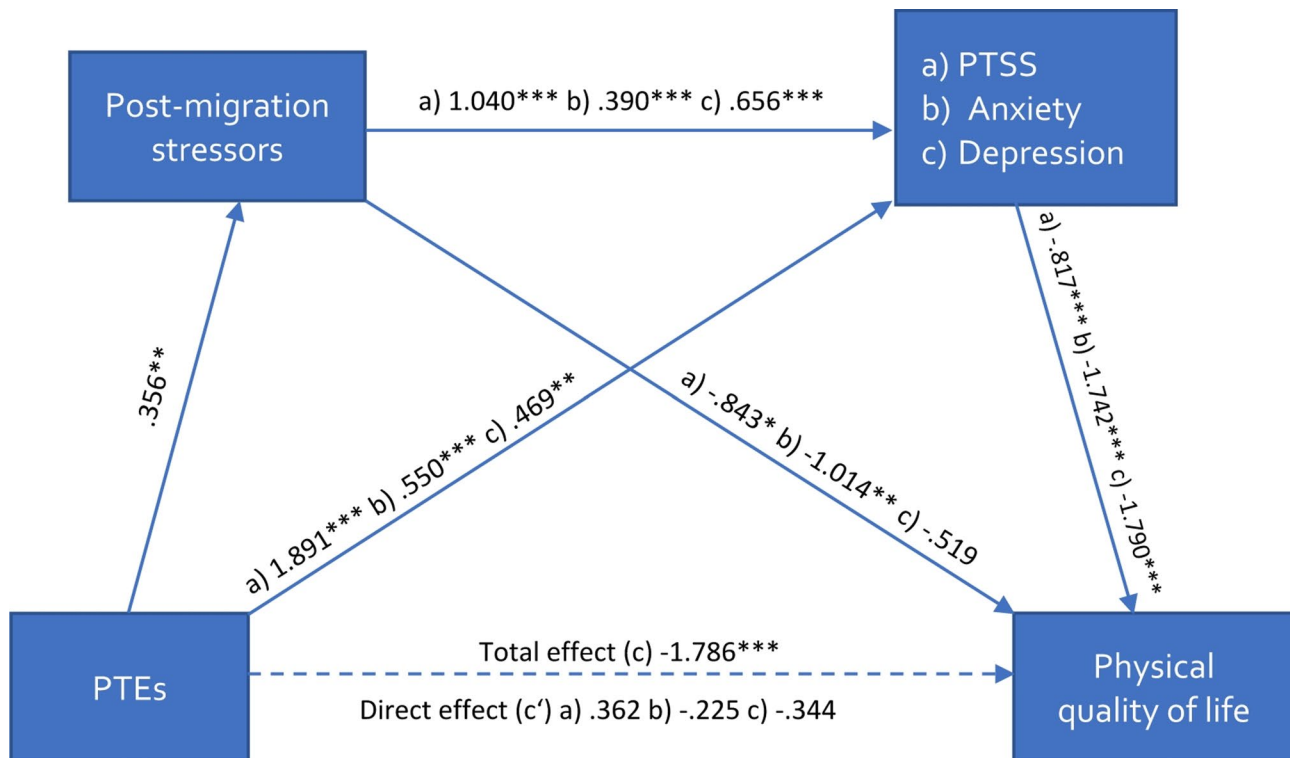 Post-migration
stressors
a) 1.040*** b) .390*** c) .656***
a) PTSS
b) Anxiety
c) Depression
.356**
a) 1.891*** b) .550*** c) .469**
a) -.843* b) -1.014** c) -.519
a) -.817*** b) -1.742*** c) -1.790***
PTEs
Total effect (c) -1.786***
Direct effect (c‘) a) .362 b) -.225 c) -.344
Physical
quality of life